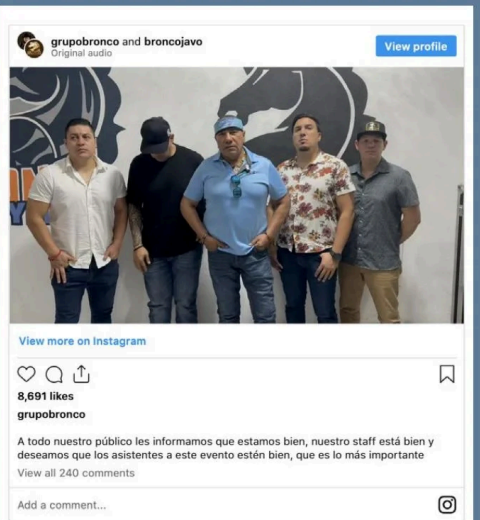 grupobronco and broncojavo
Original audio
View profile
View more on Instagram
8,691 likes
grupobronco
A todo nuestro público les informamos que estamos bien, nuestro staff está bien y
deseamos que los asistentes a este evento estén bien, que es lo más importante
View all 240 comments
Add a comment...